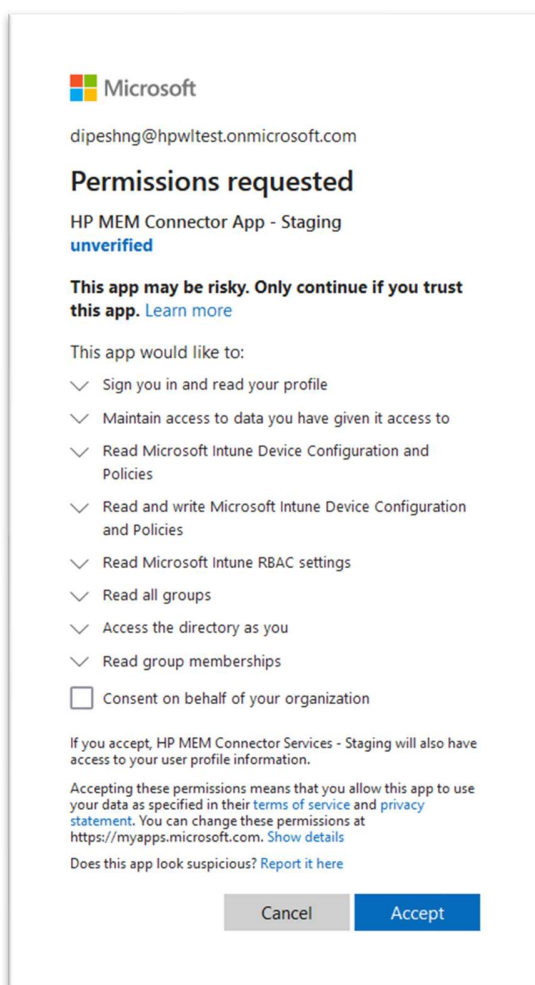 Microsoft
dipeshng@hpwltest.onmicrosoft.com
Permissions requested
HP MEM Connector App - Staging
unverified
This app may be risky. Only continue if you trust
this app. Learn more
This app would like to:
Sign you in and read your profile
Maintain access to data you have given it access to
Read Microsoft Intune Device Configuration and
Policies
Read and write Microsoft Intune Device Configuration
and Policies
Read Microsoft Intune RBAC settings
Read all groups
Access the directory as you
Read group memberships
Consent on behalf of your organization
If you accept, HP MEM Connector Services - Staging will also have
access to your user profile information.
Accepting these permissions means that you allow this app to use
your data as specified in their terms of service and privacy
statement. You can change these permissions at
https://myapps.microsoft.com. Show details
Does this app look suspicious? Report it here
Cancel Accept